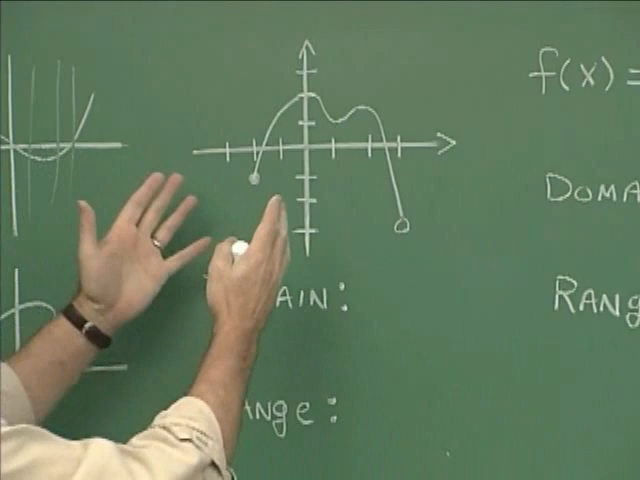 f(x) =
DOMA
AIN:
RANG
ANGE: